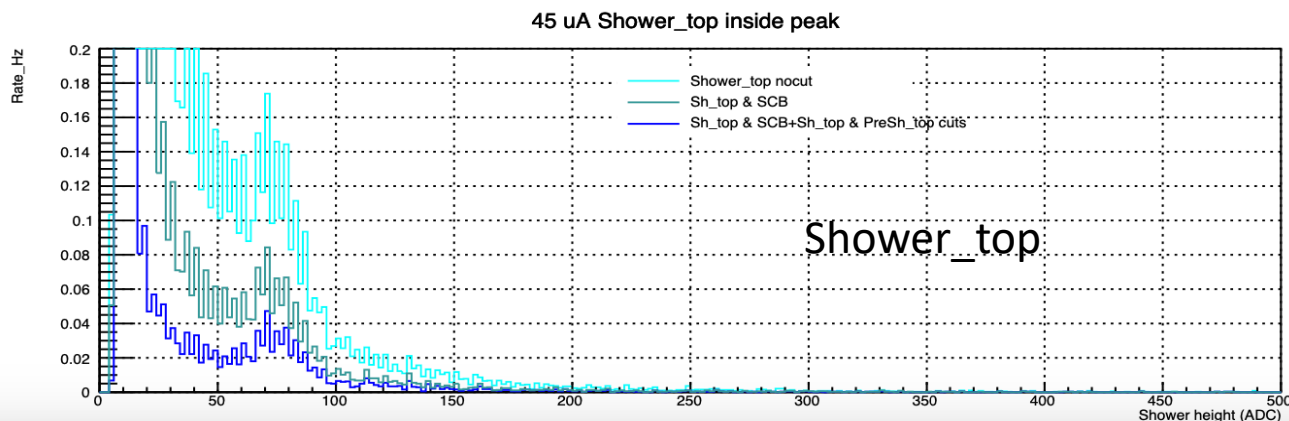 45 uA Shower_top inside peak
Rate_Hz
0.2
0.18
0.16
0.14
0.12
0.1
0.08
0.06
0.04
0.02
0
Shower_top nocut
Sh_top & SCB
Sh_top & SCB+Sh_top & PreSh_top cuts
Shower_top
0 50 100 150 200 250 300 350 400 450 500
Shower height (ADC)